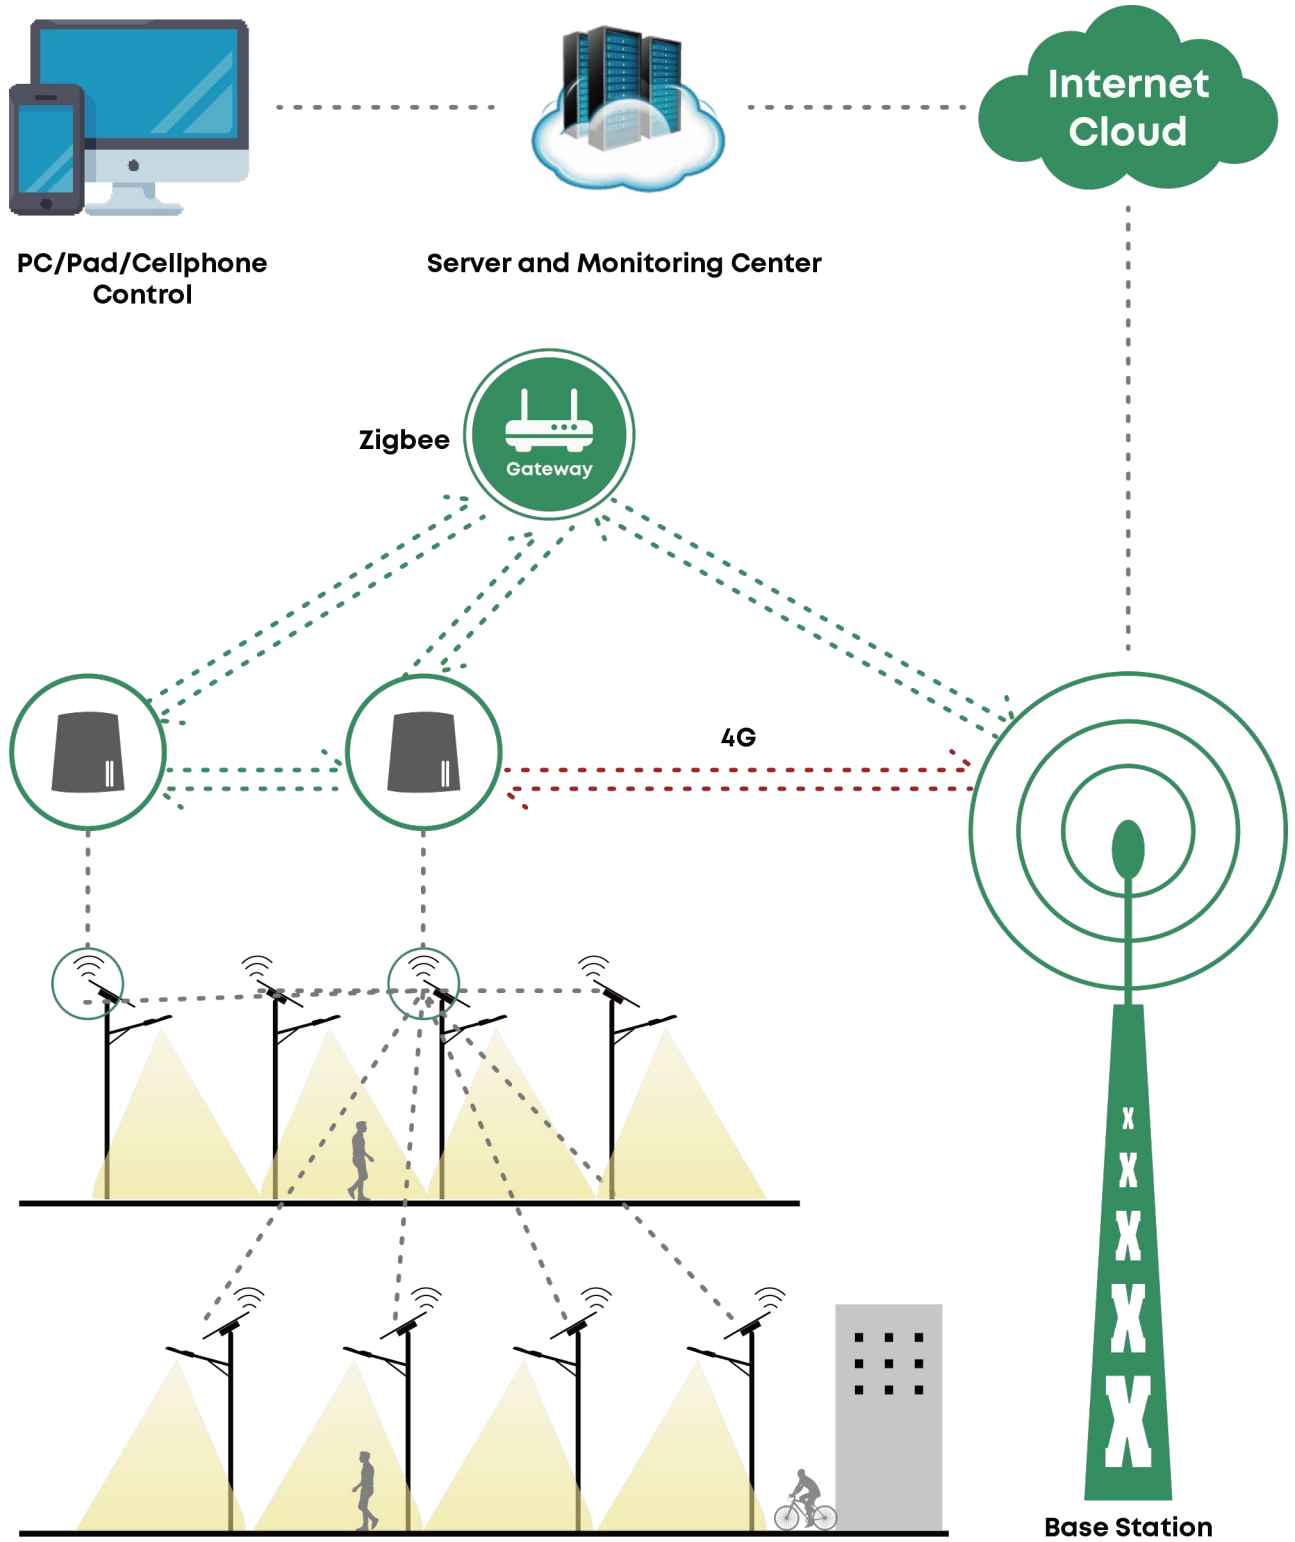 Internet
Cloud
PC/Pad/Cellphone
Control
Server and Monitoring Center
Zigbee
Gateway
4G
Base Station